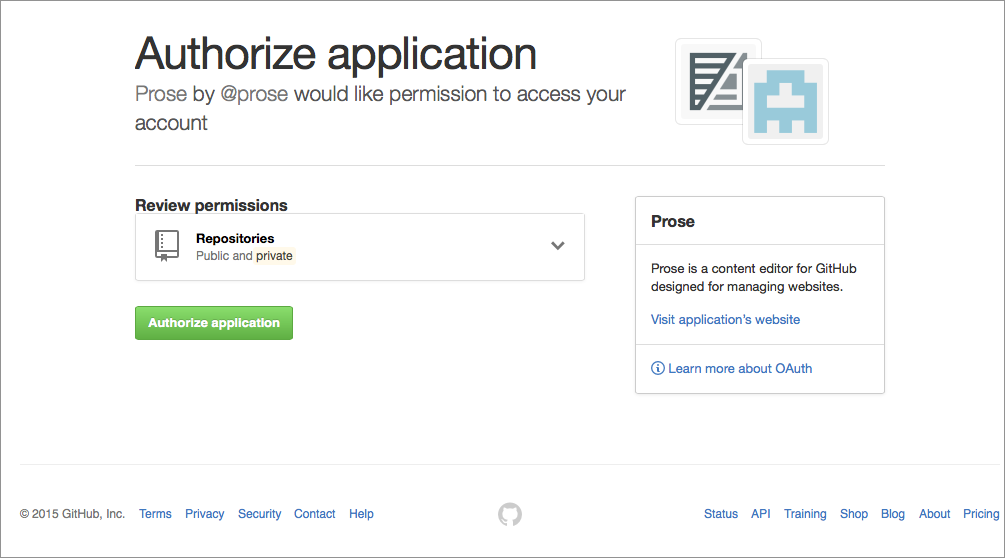 Authorize application
Prose by @prose would like permission to access your
account
Review permissions
Repositories
Public and private
Authorize application
Prose
Prose is a content editor for GitHub
designed for managing websites.
Visit application's website
Learn more about OAuth
© 2015 GitHub, Inc. Terms Privacy Security Contact Help Status API Training Shop Blog About Pricing